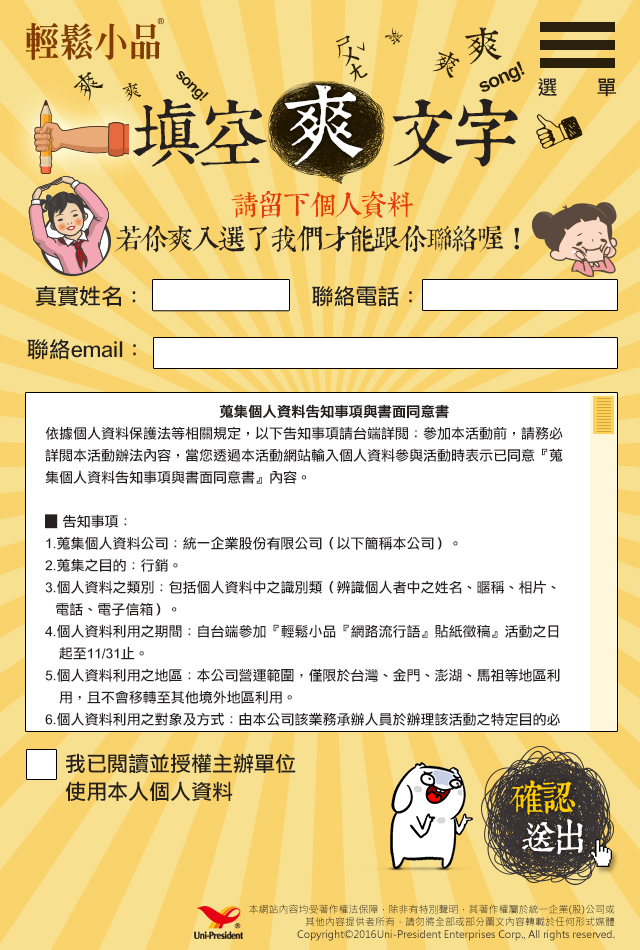 輕鬆小品®
爽
爽
song!
ㄕㄤ
爽
爽
爽
song!
選 單
填空爽文字
請留下個人資料
若你爽入選了我們才能跟你聯絡喔！
真實姓名： 聯絡電話：
聯絡email：
蒐集個人資料告知事項與書面同意書
依據個人資料保護法等相關規定，以下告知事項請台端詳閱：參加本活動前，請務必
詳閱本活動辦法內容，當您透過本活動網站輸入個人資料參與活動時表示已同意『蒐
集個人資料告知事項與書面同意書』內容。
■ 告知事項：
1.蒐集個人資料公司：統一企業股份有限公司（以下簡稱本公司）。
2.蒐集之目的：行銷。
3.個人資料之類別：包括個人資料中之識別類（辨識個人者中之姓名、暱稱、相片、
電話、電子信箱）。
4.個人資料利用之期間：自台端參加『輕鬆小品『網路流行語』貼紙徵稿』活動之日
起至11/31止。
5.個人資料利用之地區：本公司營運範圍，僅限於台灣、金門、澎湖、馬祖等地區利
用，且不會移轉至其他境外地區利用。
6.個人資料利用之對象及方式：由本公司該業務承辦人員於辦理該活動之特定目的必
我已閱讀並授權主辦單位
使用本人個人資料
確認
送出
Uni-President®
本網站內容均受著作權法保障，除非有特別聲明，其著作權屬於統一企業(股)公司或
其他內容提供者所有，請勿將全部或部分圖文內容轉載於任何形式媒體
Copyright©2016Uni-President Enterprises Corp, All rights reserved.